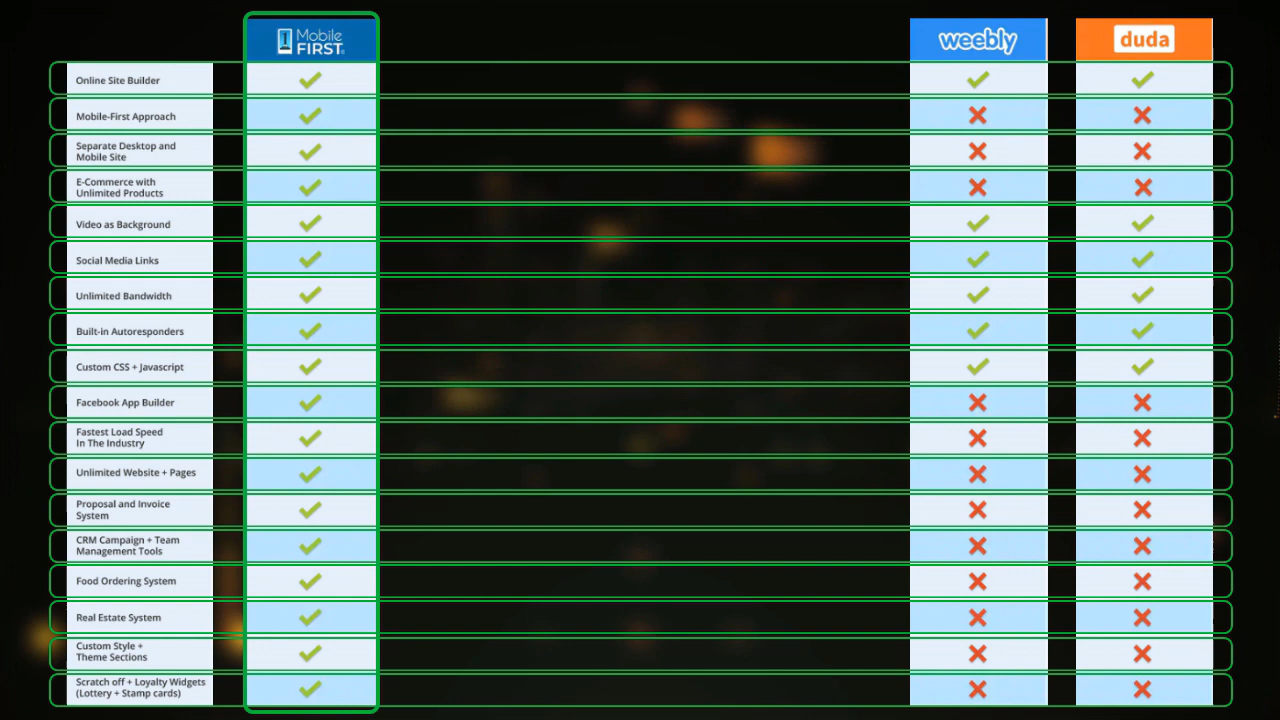 Mobile
FIRST
weebly
duda
Online Site Builder
Mobile-First Approach
Separate Desktop and
Mobile Site
E-Commerce with
Unlimited Products
Video as Background
Social Media Links
Unlimited Bandwidth
Built-in Autoresponders
Custom CSS + Javascript
Facebook App Builder
Fastest Load Speed
In The Industry
Unlimited Website + Pages
Proposal and Invoice
System
CRM Campaign + Team
Management Tools
Food Ordering System
Real Estate System
Custom Style +
Theme Sections
Scratch off + Loyalty Widgets
(Lottery + Stamp cards)